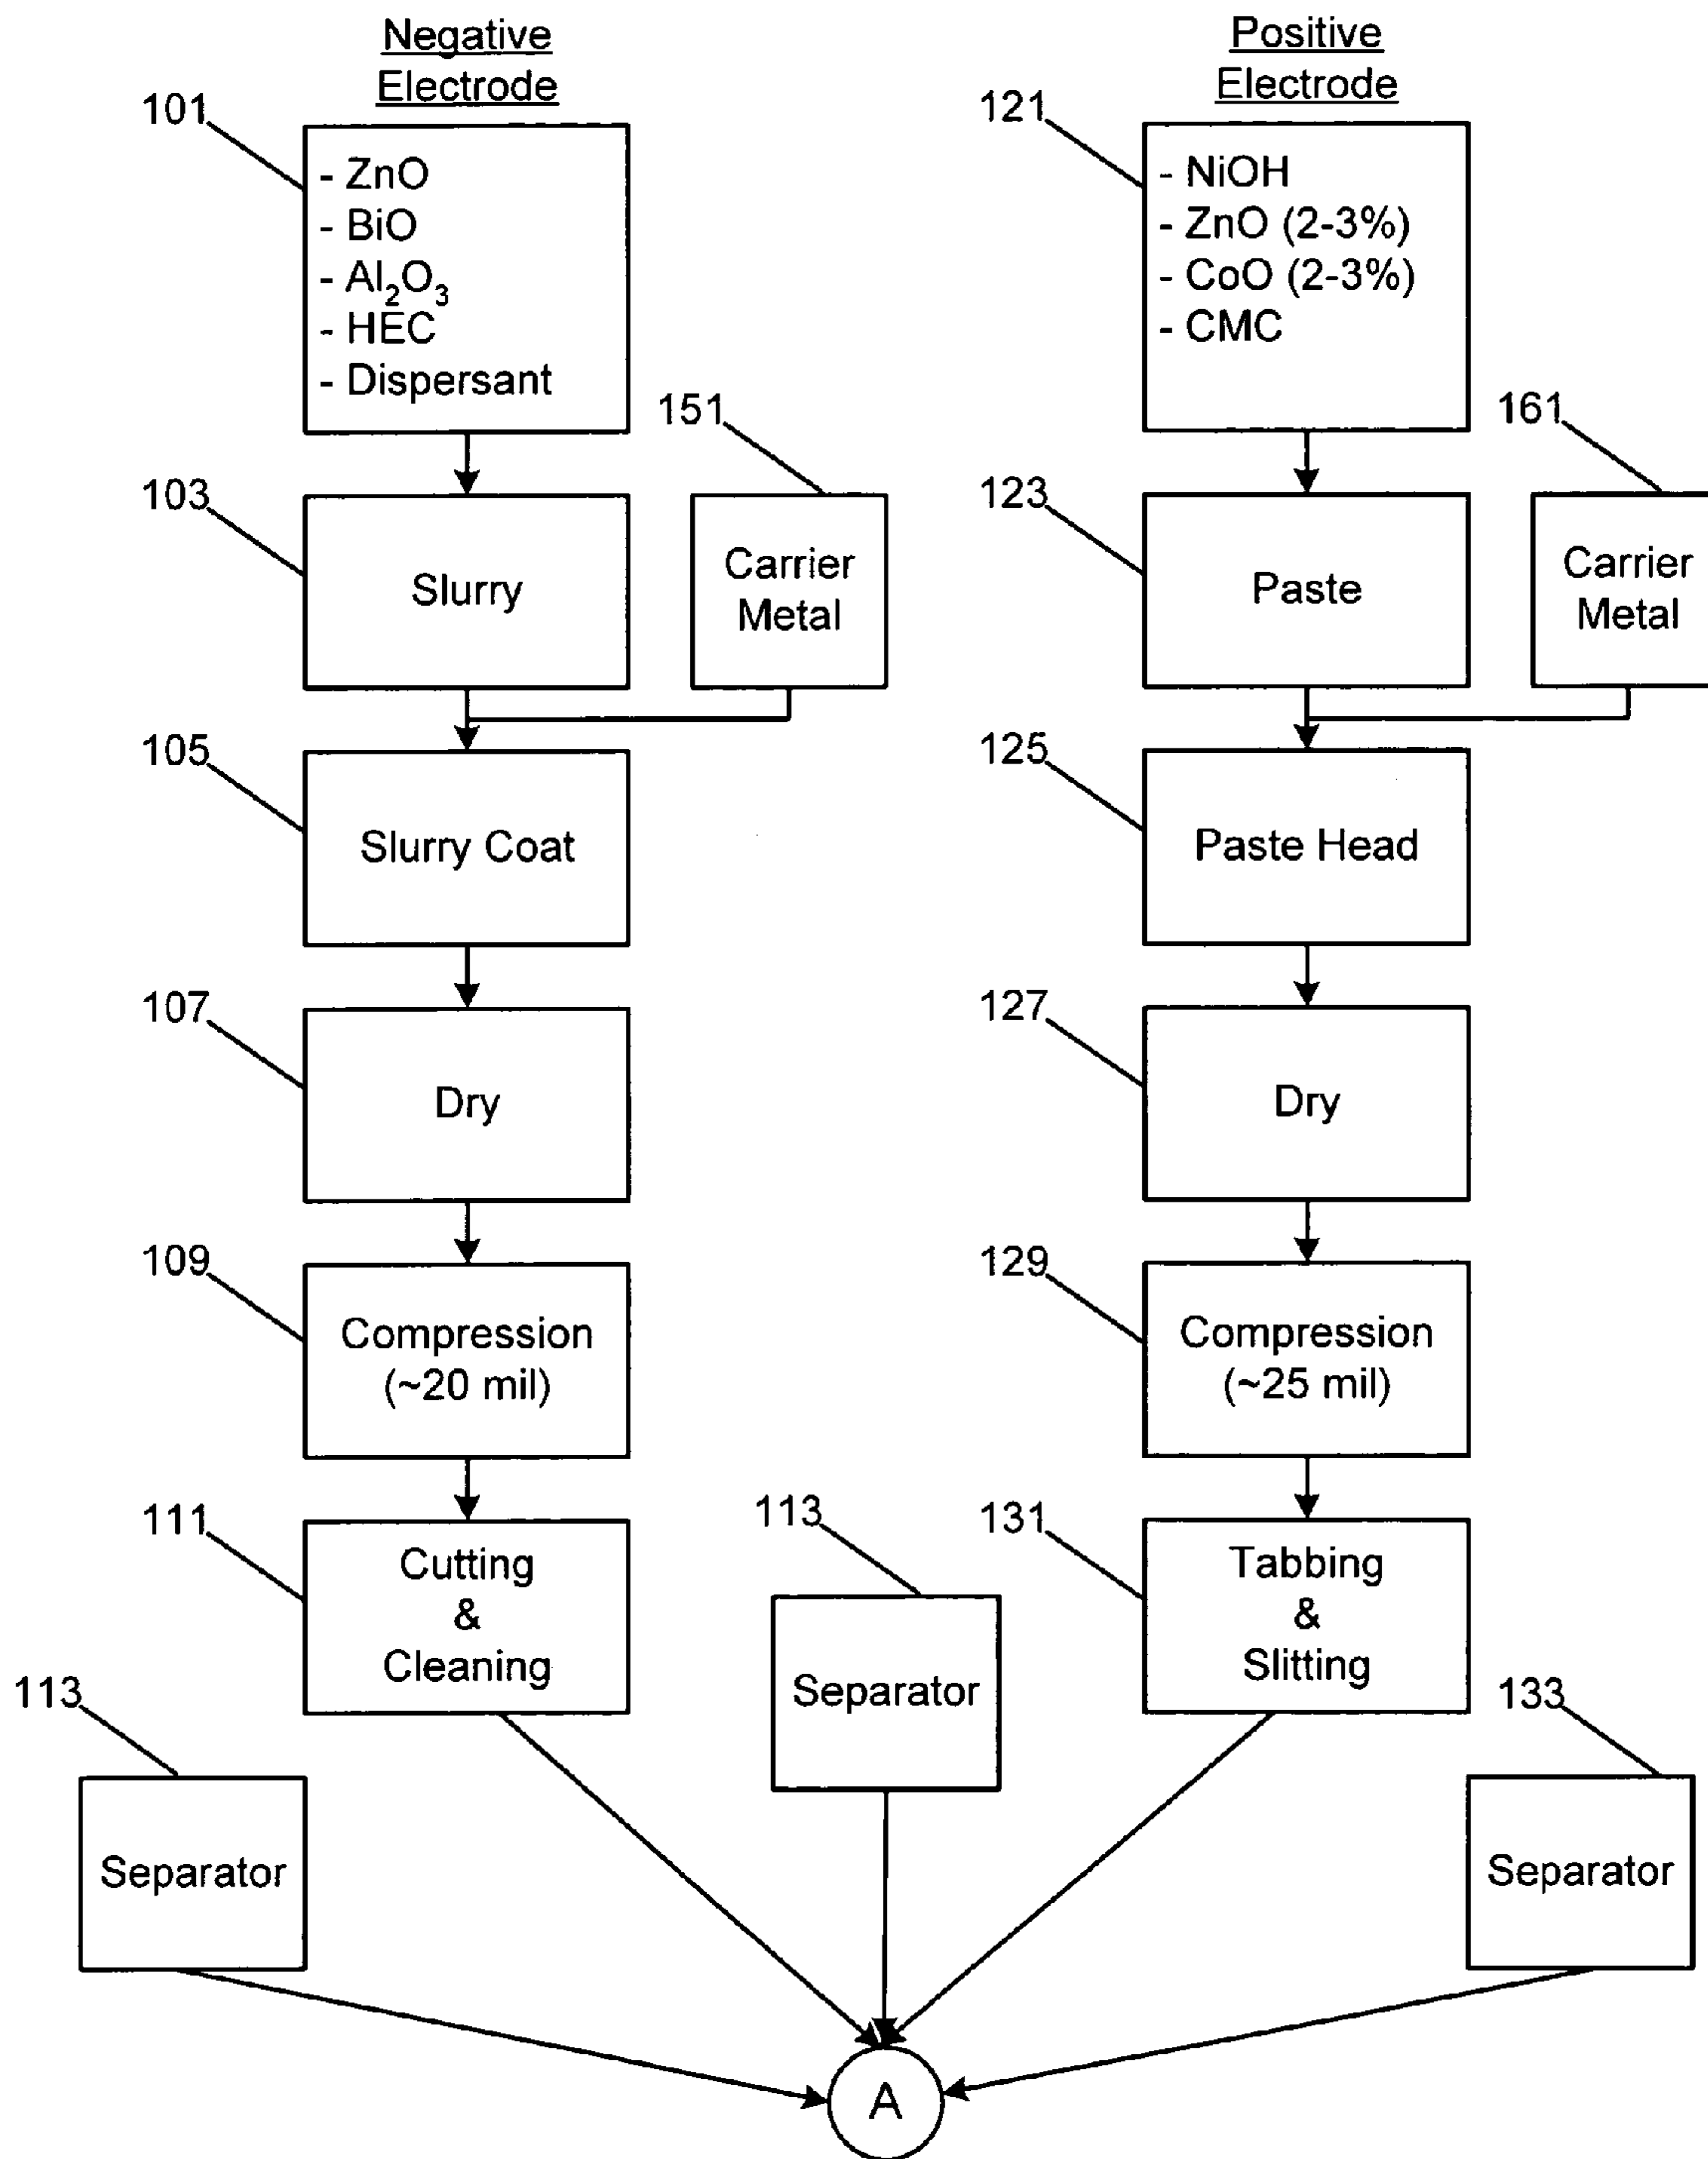 Negative
Electrode
101
- ZnO
- BiO
- Al₂O₃
- HEC
- Dispersant
151
103
Slurry
Carrier
Metal
105
Slurry Coat
107
Dry
109
Compression
(~20 mil)
111
Cutting
&
Cleaning
113
Separator
113
Separator
Positive
Electrode
121
- NiOH
- ZnO (2-3%)
- CoO (2-3%)
- CMC
161
123
Paste
Carrier
Metal
125
Paste Head
127
Dry
129
Compression
(~25 mil)
131
Tabbing
&
Slitting
133
Separator
A